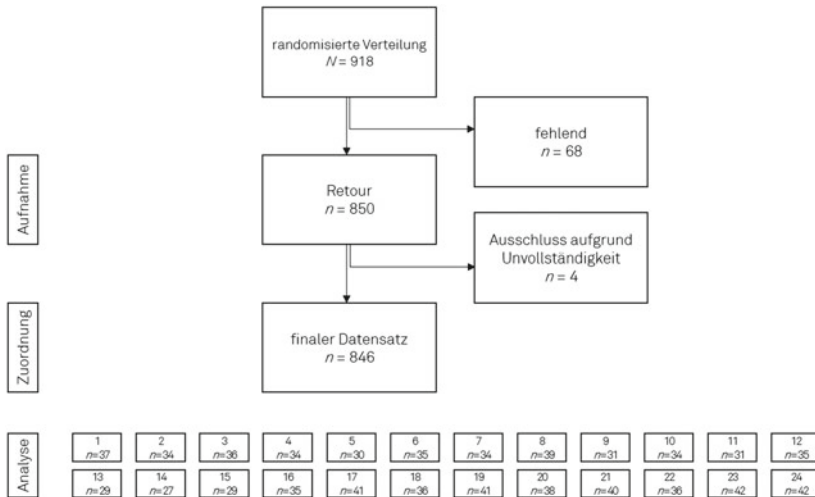 randomisierte Verteilung
N = 918
fehlend
n = 68
Aufnahme
Retour
n = 850
Ausschluss aufgrund
Unvollständigkeit
n = 4
Zuordnung
finaler Datensatz
n = 846
Analyse
1
n=37
2
n=34
3
n=36
4
n=34
5
n=30
6
n=35
7
n=34
8
n=39
9
n=31
10
n=34
11
n=31
12
n=35
13
n=29
14
n=27
15
n=29
16
n=35
17
n=41
18
n=36
19
n=41
20
n=38
21
n=40
22
n=36
23
n=42
24
n=42